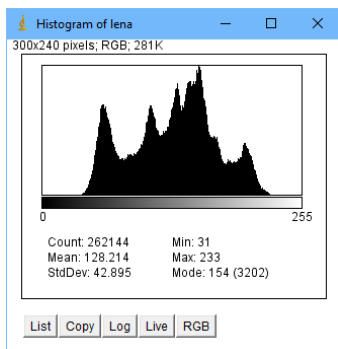 Histogram of lena
300x240 pixels; RGB; 281K
0 255
Count: 262144 Min: 31
Mean: 128.214 Max: 233
StdDev: 42.895 Mode: 154 (3202)
List Copy Log Live RGB